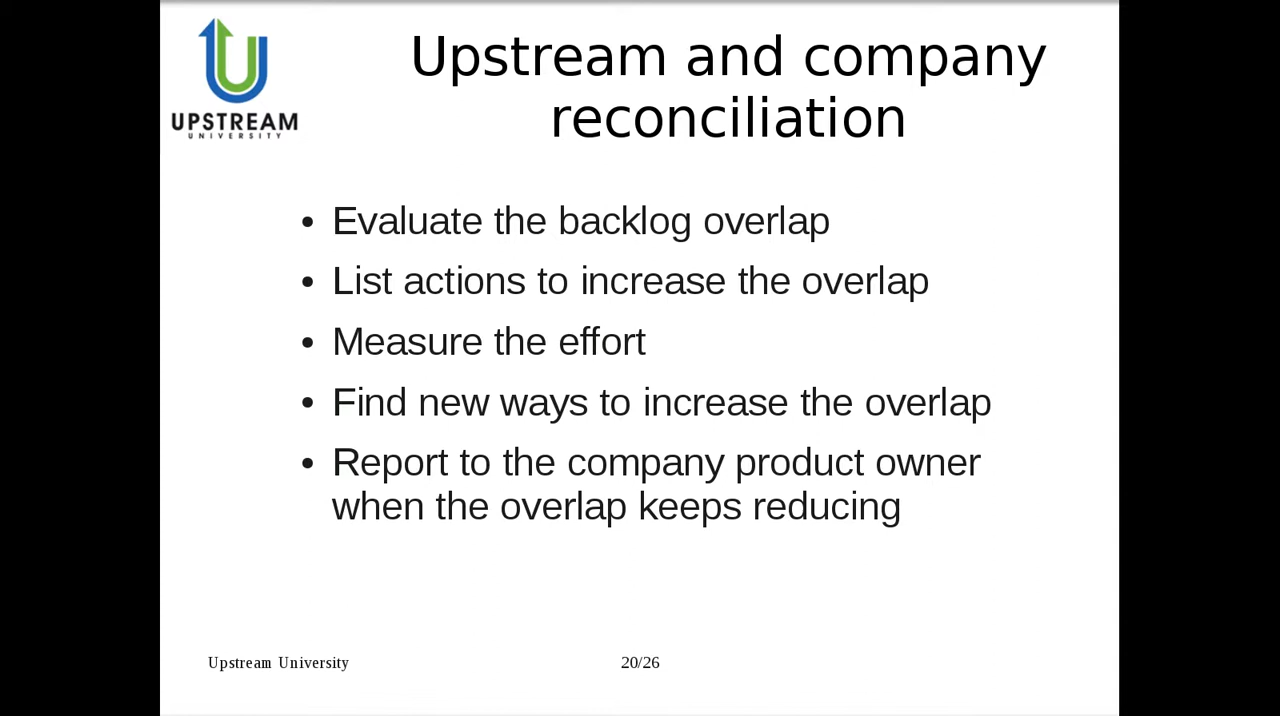 UPSTREAM
UNIVERSITY
Upstream and company
reconciliation
• Evaluate the backlog overlap
• List actions to increase the overlap
• Measure the effort
• Find new ways to increase the overlap
• Report to the company product owner
when the overlap keeps reducing
Upstream University
20/26